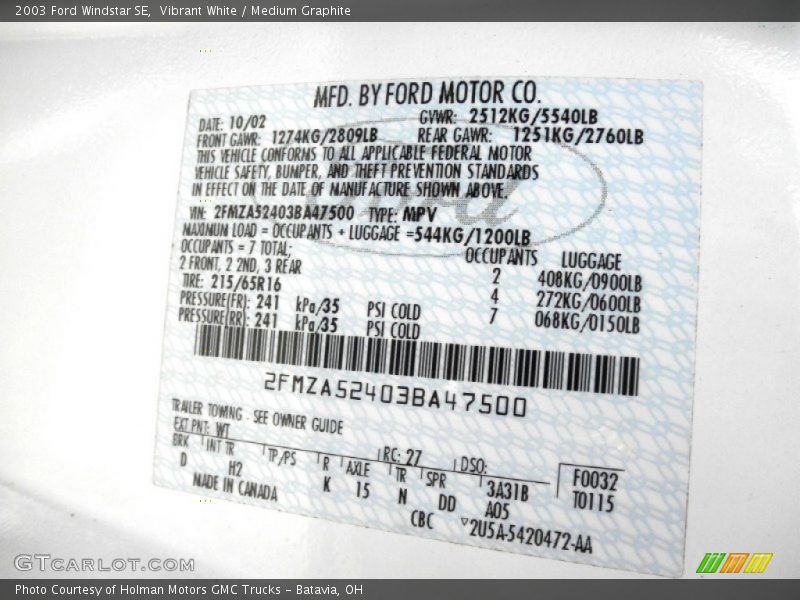 2003 Ford Windstar SE, Vibrant White / Medium Graphite
MFD. BY FORD MOTOR CO.
DATE: 10/02 GVWR: 2512KG/5540LB
FRONT GAWR: 1274KG/2809LB REAR GAWR: 1251KG/2760LB
THIS VEHICLE CONFORMS TO ALL APPLICABLE FEDERAL MOTOR
VEHICLE SAFETY, BUMPER, AND THEFT PREVENTION STANDARDS
IN EFFECT ON THE DATE OF MANUFACTURE SHOWN ABOVE.
VIN: 2FMZA52403BA47500 TYPE: MPV
MAXIMUM LOAD = OCCUPANTS + LUGGAGE =544KG/1200LB
OCCUPANTS = 7 TOTAL; OCCUPANTS LUGGAGE
2 FRONT, 2 2ND, 3 REAR 2 408KG/0900LB
TIRE: 215/65R16 4 272KG/0600LB
PRESSURE(FR): 241 kPa/35 PSI COLD 7 068KG/0150LB
PRESSURE(RR): 241 kPa/35 PSI COLD
2FMZA52403BA47500
TRAILER TOWING - SEE OWNER GUIDE
EXT PNT: WT RC: 27 DSO: F0032
BRK INT TR TP/PS R AXLE TR SPR 3A31B T0115
D H2 K 15 N DD A05
MADE IN CANADA CBC ▽2U5A-5420472-AA
Ford
GTCARLOT.COM
Photo Courtesy of Holman Motors GMC Trucks - Batavia, OH